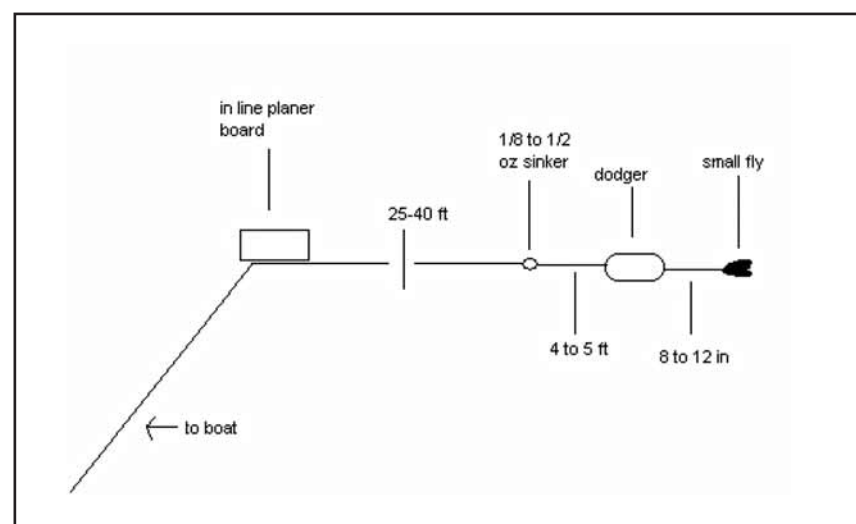 in line planer
board
1/8 to 1/2
oz sinker
dodger
small fly
25-40 ft
4 to 5 ft
8 to 12 in
to boat